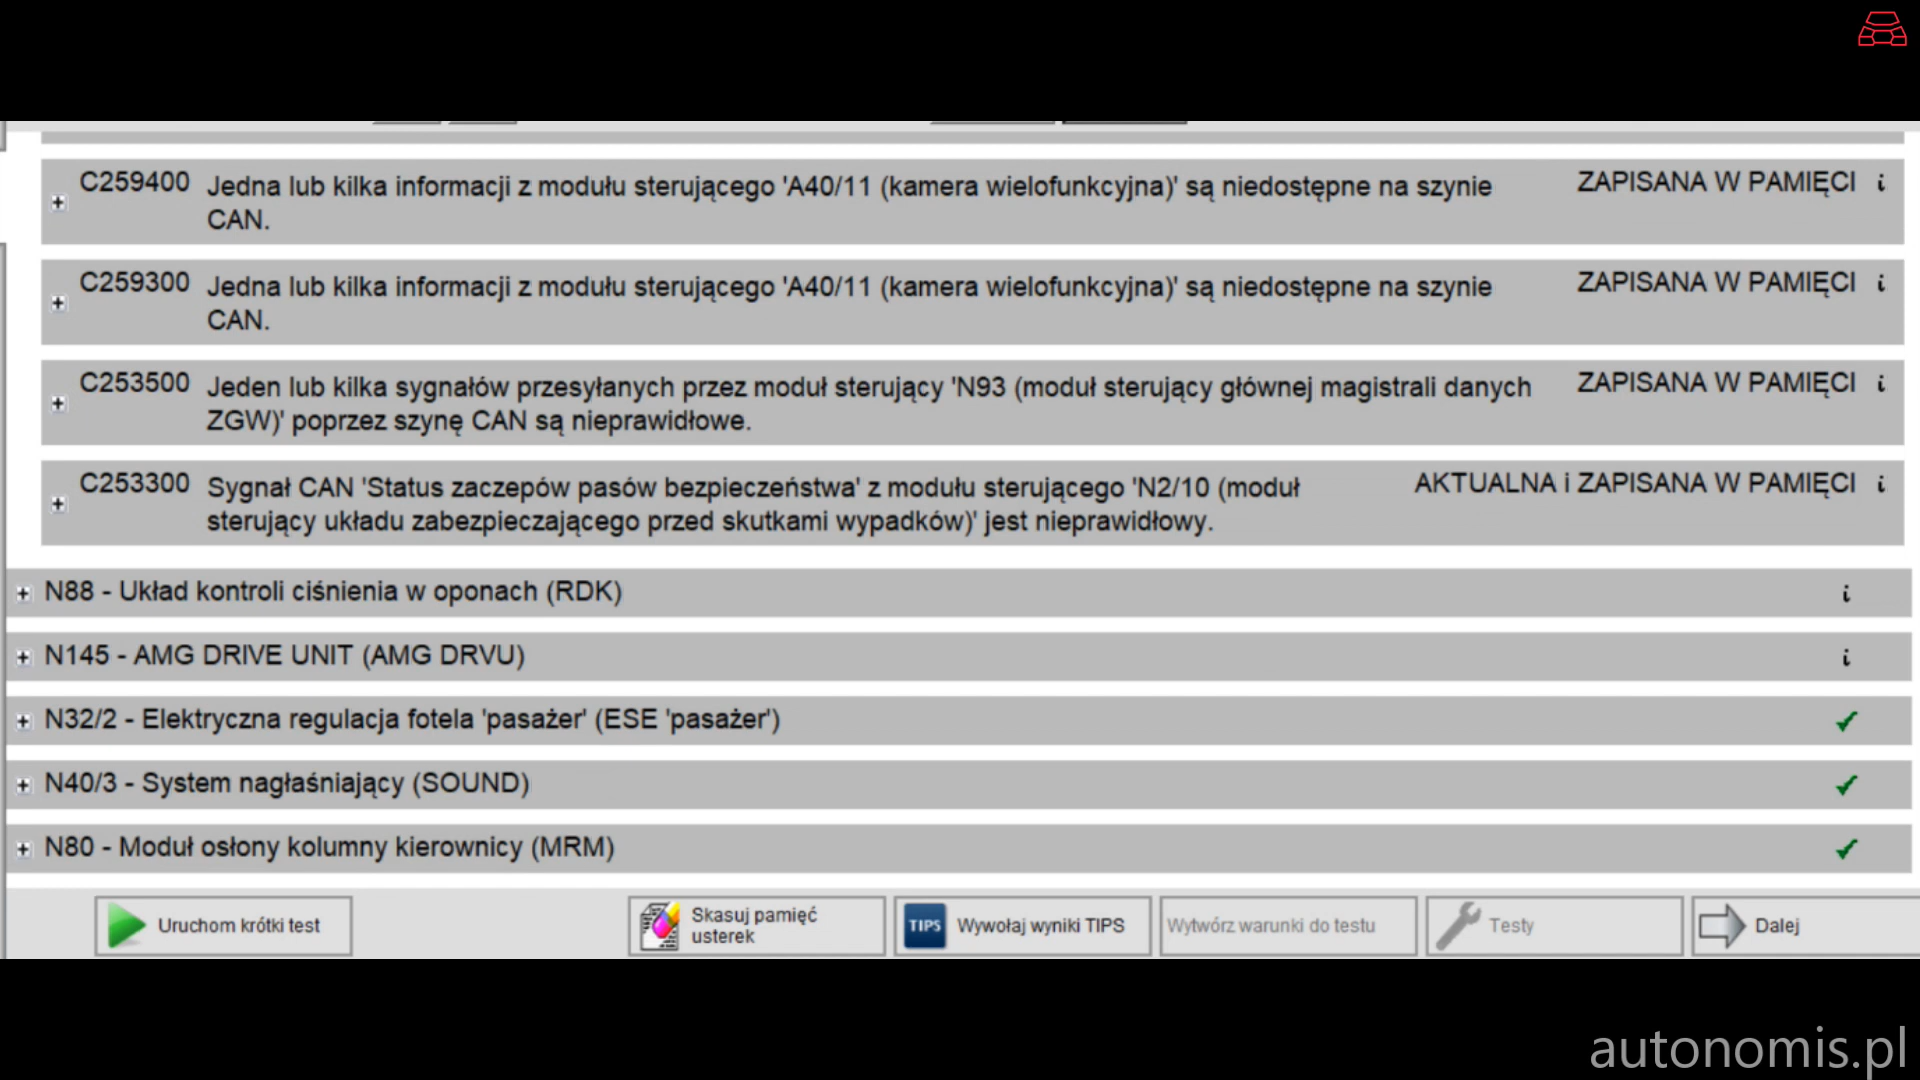 C259400 Jedna lub kilka informacji z modułu sterującego 'A40/11 (kamera wielofunkcyjna)' są niedostępne na szynie ZAPISANA W PAMIĘCI i
CAN.
C259300 Jedna lub kilka informacji z modułu sterującego 'A40/11 (kamera wielofunkcyjna)' są niedostępne na szynie ZAPISANA W PAMIĘCI i
CAN.
C253500 Jeden lub kilka sygnałów przesyłanych przez moduł sterujący 'N93 (moduł sterujący głównej magistrali danych ZAPISANA W PAMIĘCI i
ZGW)' poprzez szynę CAN są nieprawidłowe.
C253300 Sygnał CAN 'Status zaczepów pasów bezpieczeństwa' z modułu sterującego 'N2/10 (moduł AKTUALNA i ZAPISANA W PAMIĘCI i
sterujący układu zabezpieczającego przed skutkami wypadków)' jest nieprawidłowy.
N88 - Układ kontroli ciśnienia w oponach (RDK) i
N145 - AMG DRIVE UNIT (AMG DRVU) i
N32/2 - Elektryczna regulacja fotela 'pasażer' (ESE 'pasażer')
N40/3 - System nagłaśniający (SOUND)
N80 - Moduł osłony kolumny kierownicy (MRM)
Uruchom krótki test
Skasuj pamięć
usterek
TIPS Wywołaj wyniki TIPS
Wytwórz warunki do testu
Testy
Dalej
autonomis.pl